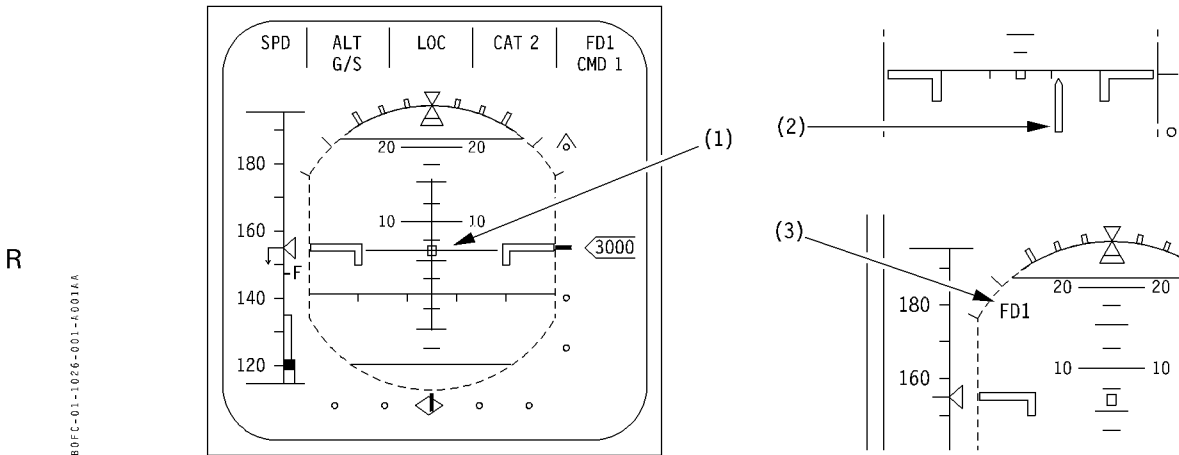 SPD
ALT
G/S
LOC
CAT 2
FD1
CMD 1
180
160
F
140
120
20 20
10 10
3000
(1)
(2)
(3)
180
160
FD1
20 20
10 10
R
BOFC-01-1026-001-A001AA